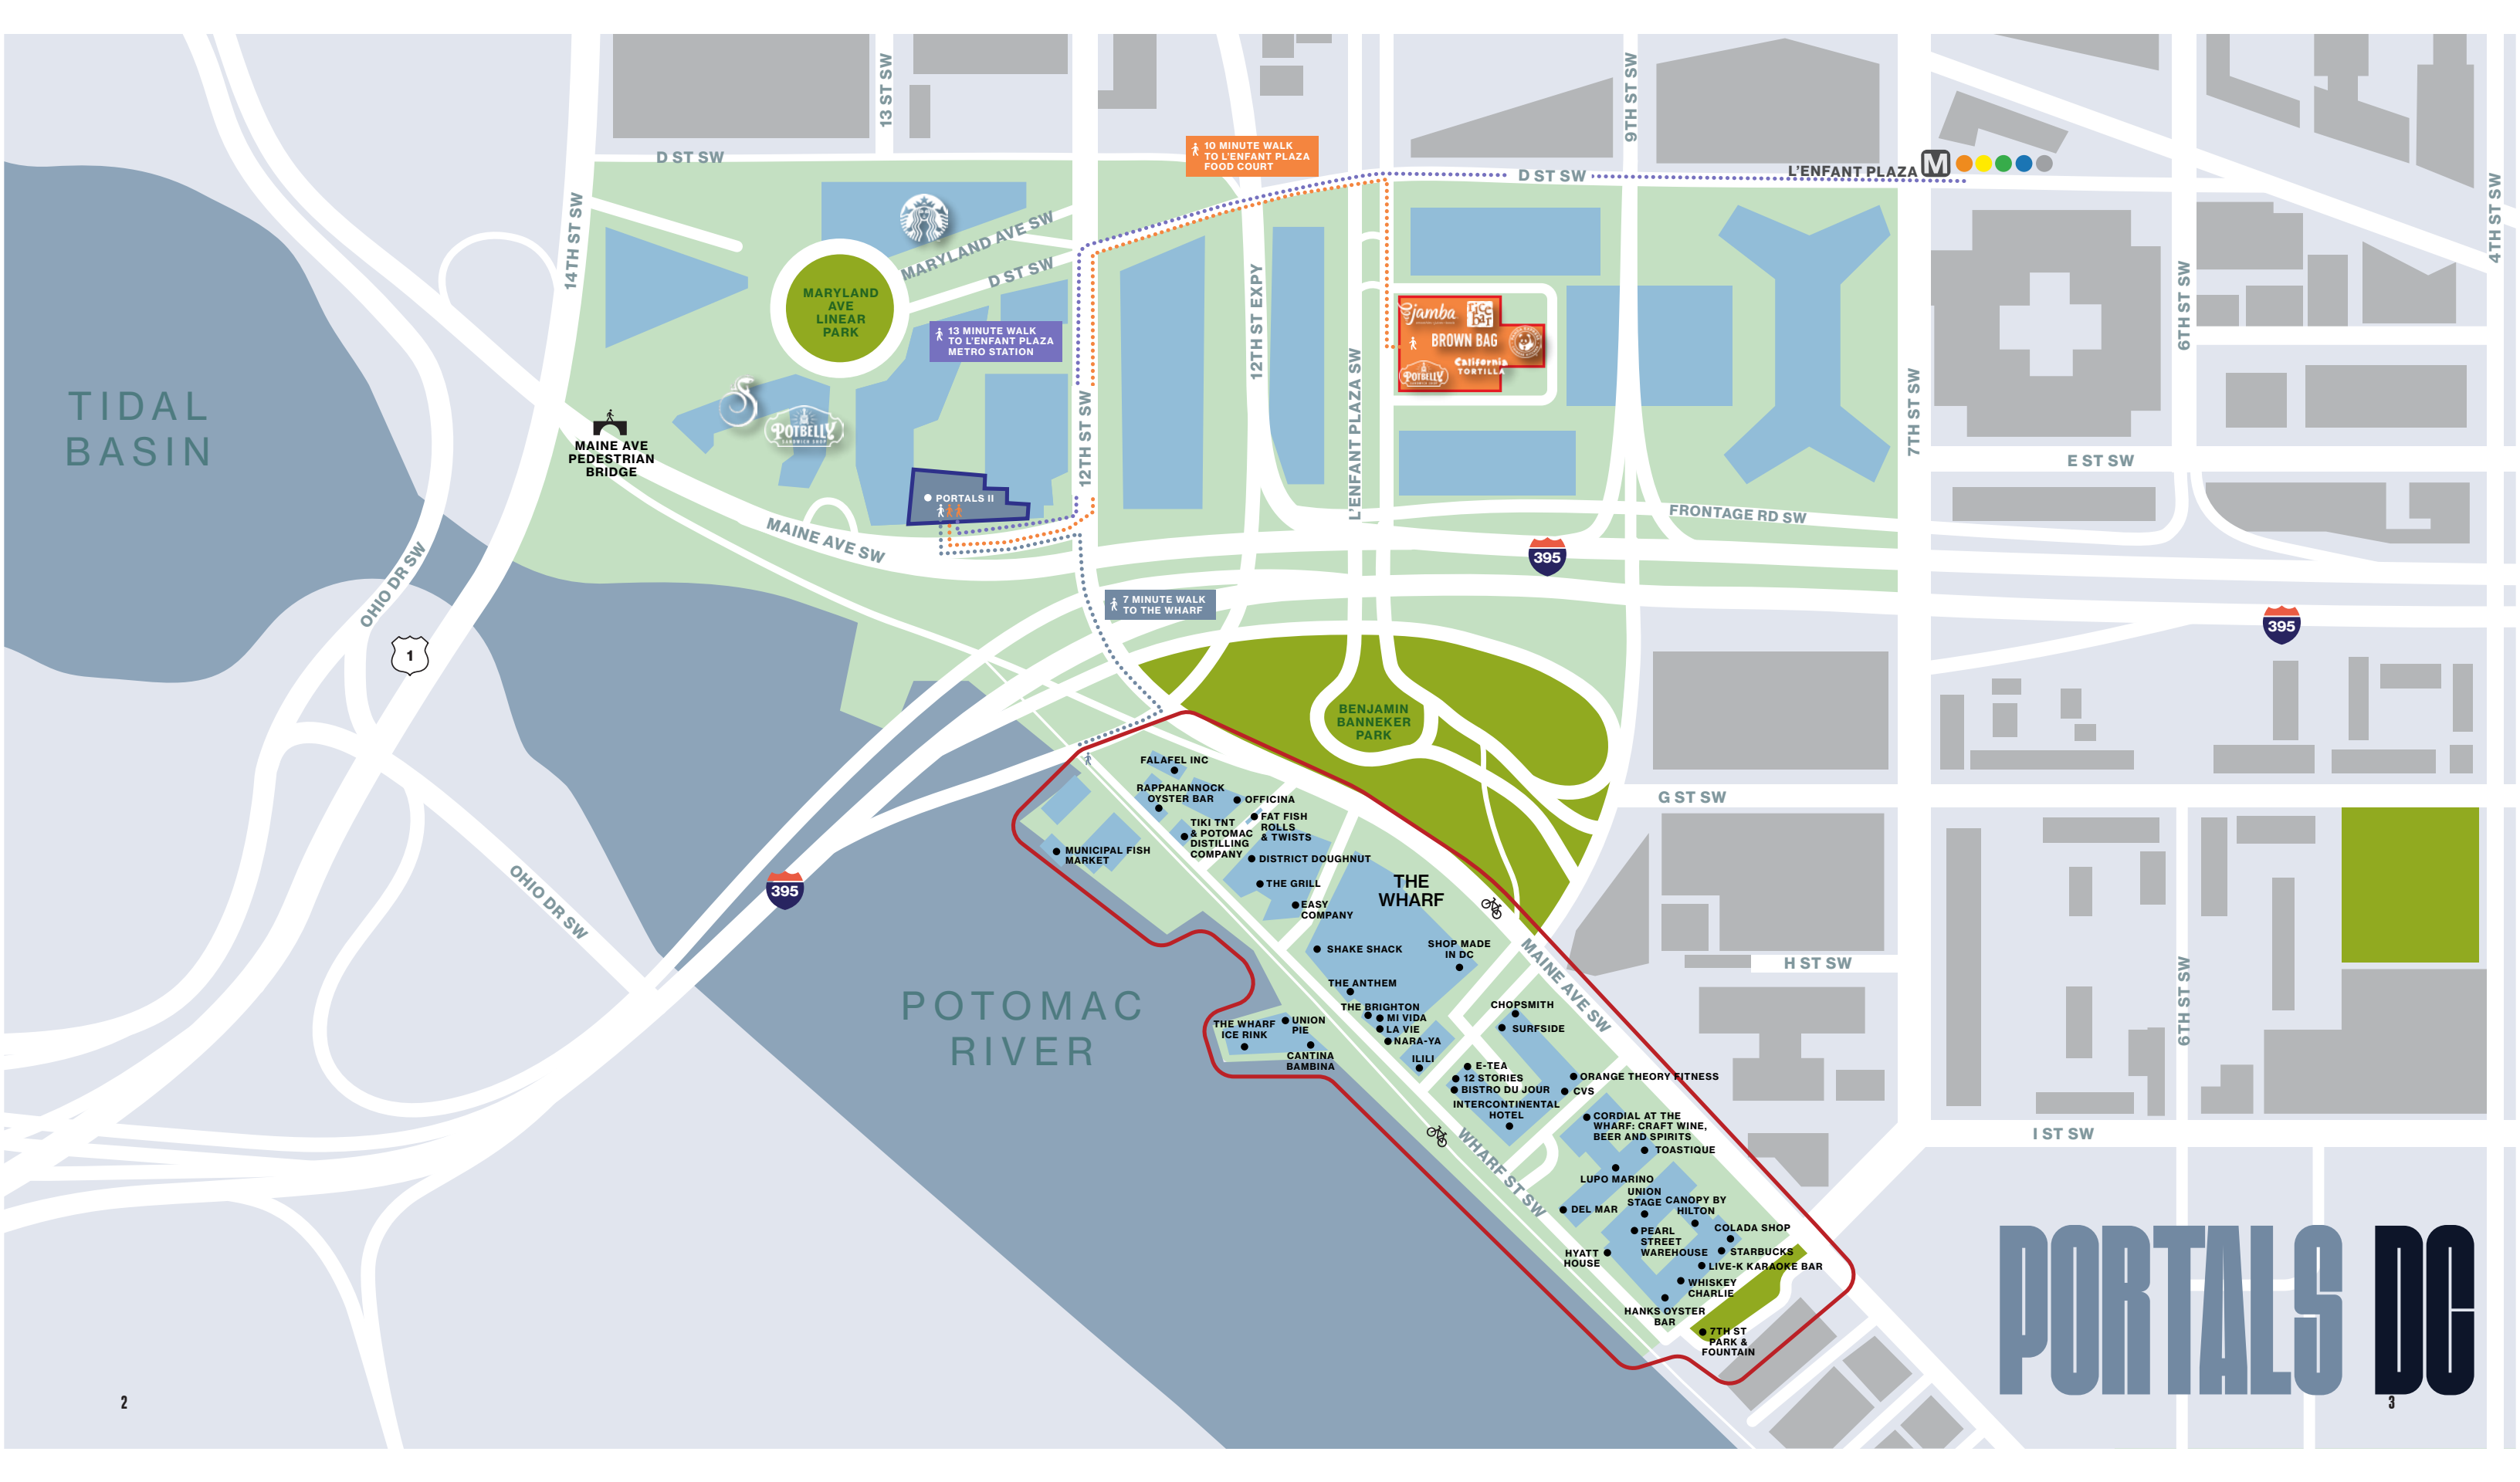 13 ST SW
9TH ST SW
D ST SW
10 MINUTE WALK
TO L'ENFANT PLAZA
FOOD COURT
D ST SW
L'ENFANT PLAZA
M
14TH ST SW
4TH ST SW
MARYLAND AVE SW
D ST SW
MARYLAND
AVE
LINEAR
PARK
13 MINUTE WALK
TO L'ENFANT PLAZA
METRO STATION
12TH ST EXPY
L'ENFANT PLAZA SW
12TH ST SW
jamba
rice
bar
BROWN BAG
POTBELLY
California
TORTILLA
6TH ST SW
7TH ST SW
E ST SW
TIDAL
BASIN
MAINE AVE
PEDESTRIAN
BRIDGE
S
POTBELLY
SANDWICH SHOP
PORTALS II
MAINE AVE SW
FRONTAGE RD SW
395
395
OHIO DR SW
1
7 MINUTE WALK
TO THE WHARF
BENJAMIN
BANNEKER
PARK
G ST SW
FALAFEL INC
RAPPAHANNOCK
OYSTER BAR
OFFICINA
FAT FISH
ROLLS
& TWISTS
TIKI TNT
& POTOMAC
DISTILLING
COMPANY
MUNICIPAL FISH
MARKET
DISTRICT DOUGHNUT
THE GRILL
EASY
COMPANY
THE
WHARF
395
OHIO DR SW
SHAKE SHACK
SHOP MADE
IN DC
MAINE AVE SW
H ST SW
6TH ST SW
POTOMAC
RIVER
THE ANTHEM
THE BRIGHTON
MI VIDA
LA VIE
NARA-YA
CHOPSMITH
SURFSIDE
THE WHARF
ICE RINK
UNION
PIE
CANTINA
BAMBINA
ILILI
E-TEA
12 STORIES
BISTRO DU JOUR
ORANGE THEORY FITNESS
CVS
INTERCONTINENTAL
HOTEL
CORDIAL AT THE
WHARF: CRAFT WINE,
BEER AND SPIRITS
TOASTIQUE
I ST SW
WHARF ST SW
LUPO MARINO
UNION
STAGE
CANOPY BY
HILTON
DEL MAR
PEARL
STREET
WAREHOUSE
COLADA SHOP
STARBUCKS
HYATT
HOUSE
LIVE-K KARAOKE BAR
WHISKEY
CHARLIE
HANKS OYSTER
BAR
7TH ST
PARK &
FOUNTAIN
PORTALS DC
2
3